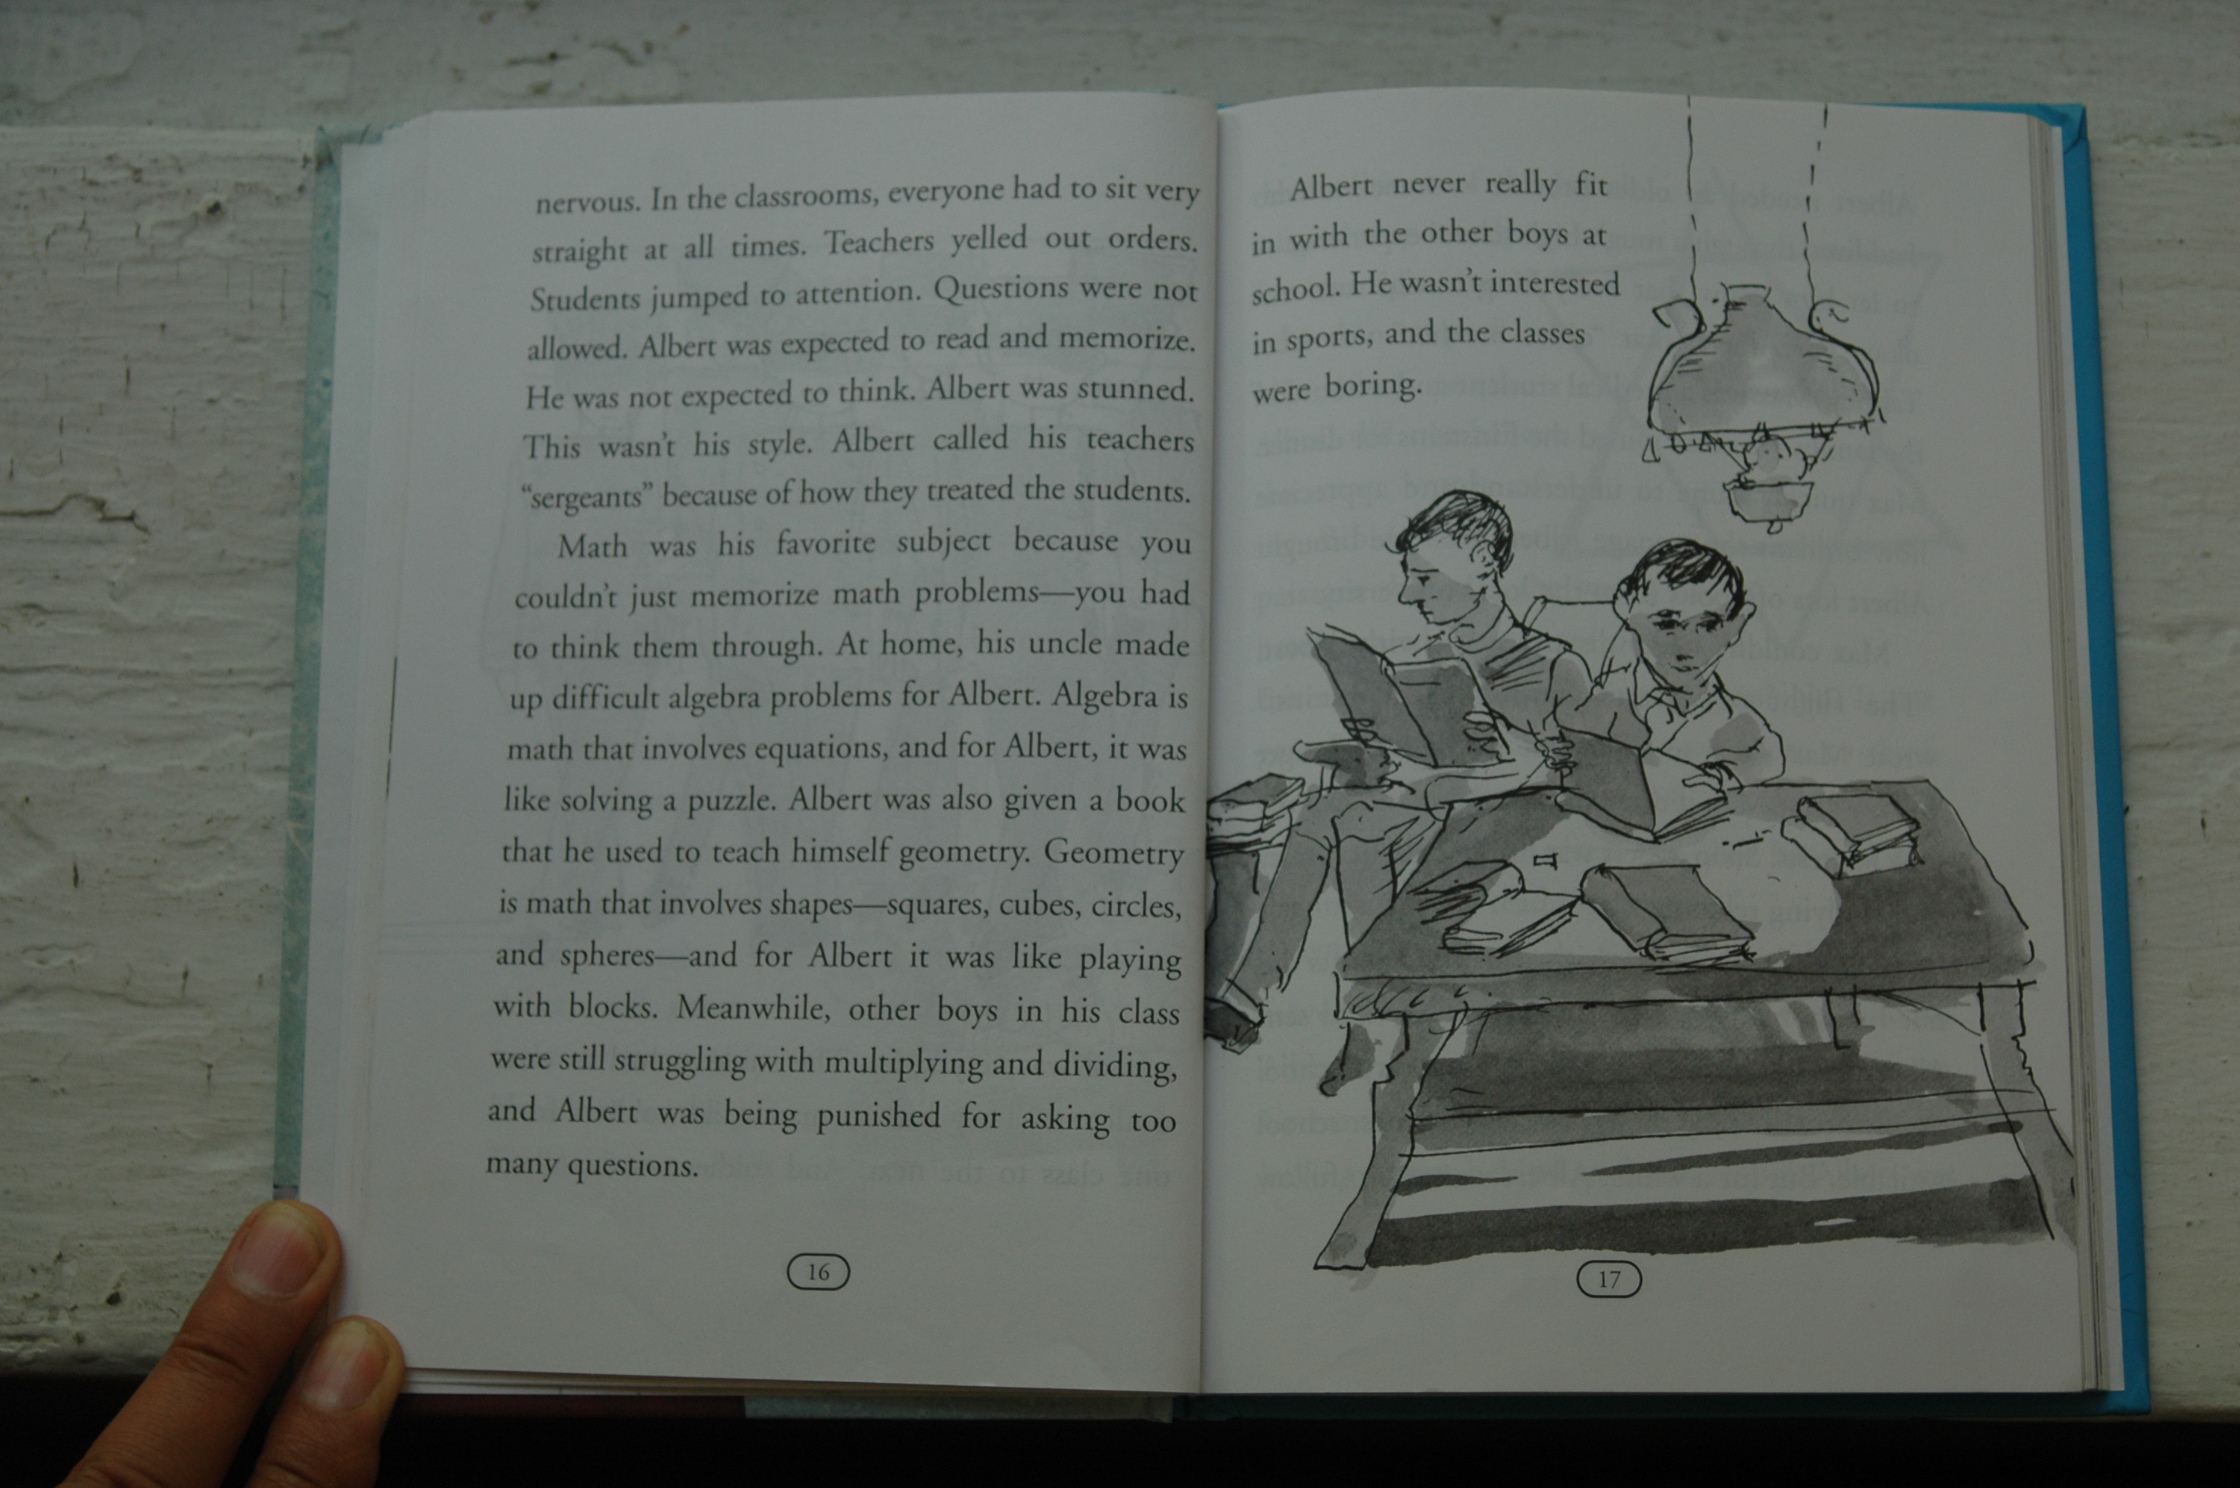 nervous. In the classrooms, everyone had to sit very
straight at all times. Teachers yelled out orders.
Students jumped to attention. Questions were not
allowed. Albert was expected to read and memorize.
He was not expected to think. Albert was stunned.
This wasn't his style. Albert called his teachers
“sergeants” because of how they treated the students.
Math was his favorite subject because you
couldn't just memorize math problems—you had
to think them through. At home, his uncle made
up difficult algebra problems for Albert. Algebra is
math that involves equations, and for Albert, it was
like solving a puzzle. Albert was also given a book
that he used to teach himself geometry. Geometry
is math that involves shapes—squares, cubes, circles,
and spheres—and for Albert it was like playing
with blocks. Meanwhile, other boys in his class
were still struggling with multiplying and dividing,
and Albert was being punished for asking too
many questions.
16
Albert never really fit
in with the other boys at
school. He wasn't interested
in sports, and the classes
were boring.
17